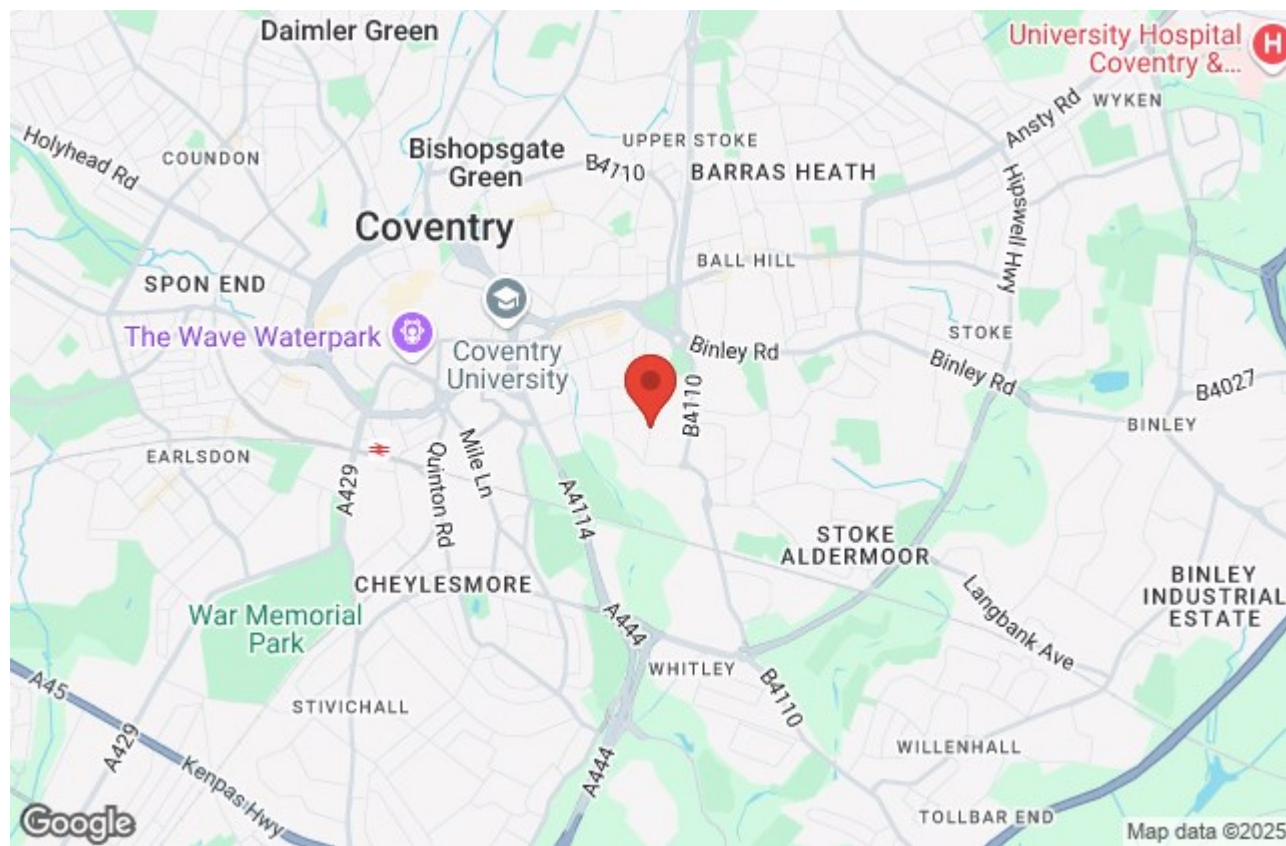 Daimler Green
University Hospital
Coventry &...
H
WYKEN
Ansty Rd
Holyhead Rd
COUNDON
Bishopsgate
Green
B4110
UPPER STOKE
BARRAS HEATH
Hipswell Hwy
Coventry
BALL HILL
SPON END
The Wave Waterpark
Coventry
University
STOKE
Binley Rd
Binley Rd
B4110
B4027
BINLEY
EARLSDON
A429
Mile Ln
Quinton Rd
A4114
STOKE
ALDERMOOR
CHEYLESMORE
BINLEY
INDUSTRIAL
ESTATE
War Memorial
Park
Langbank Ave
A444
WHITLEY
B4110
A45
STIVICHALL
A429
Kenpas Hwy
A444
WILLENHALL
TOLLBAR END
Google
Map data ©2025